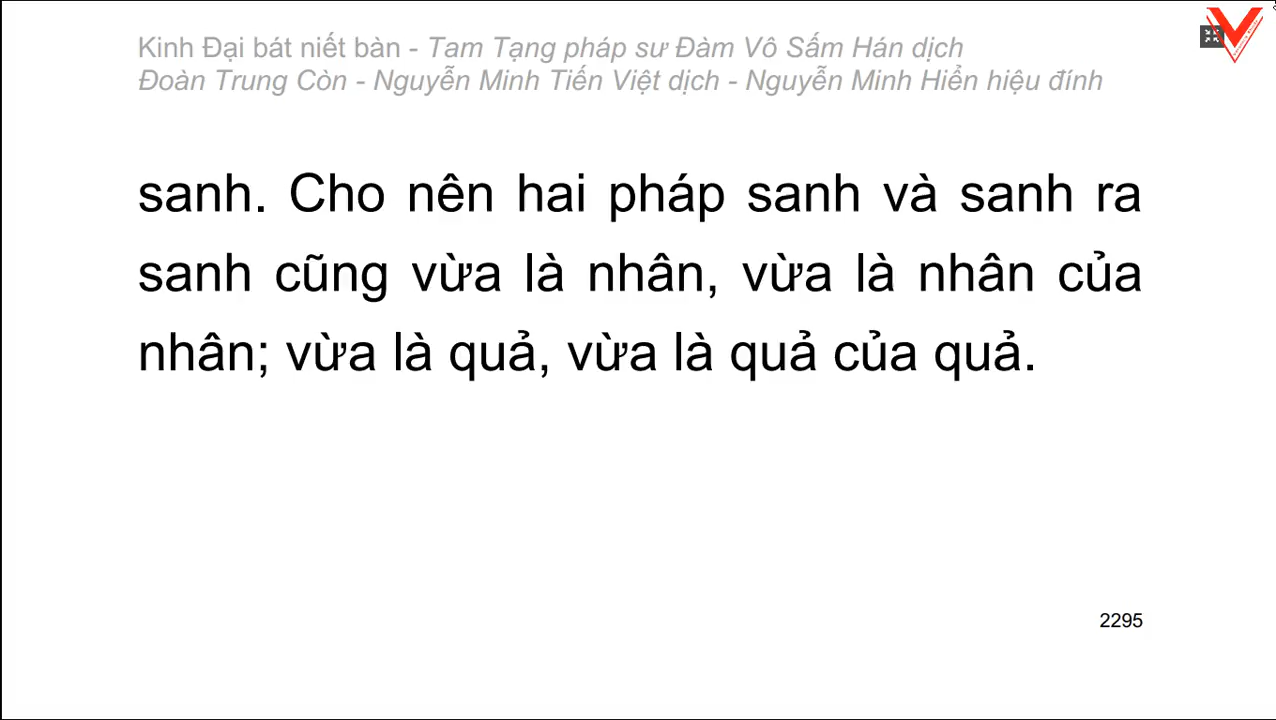 Kinh Đại bát niết bàn - Tam Tạng pháp sư Đàm Vô Sấm Hán dịch
Đoàn Trung Còn - Nguyễn Minh Tiến Việt dịch - Nguyễn Minh Hiển hiệu đính
sanh. Cho nên hai pháp sanh và sanh ra
sanh cũng vừa là nhân, vừa là nhân của
nhân; vừa là quả, vừa là quả của quả.
2295